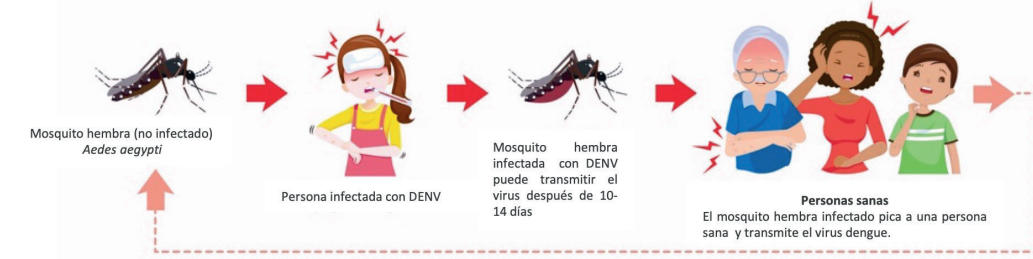 Mosquito hembra (no infectado)
Aedes aegypti
Persona infectada con DENV
Mosquito hembra
infectada con DENV
puede transmitir el
virus después de 10-
14 días
Personas sanas
El mosquito hembra infectado pica a una persona
sana y transmite el virus dengue.